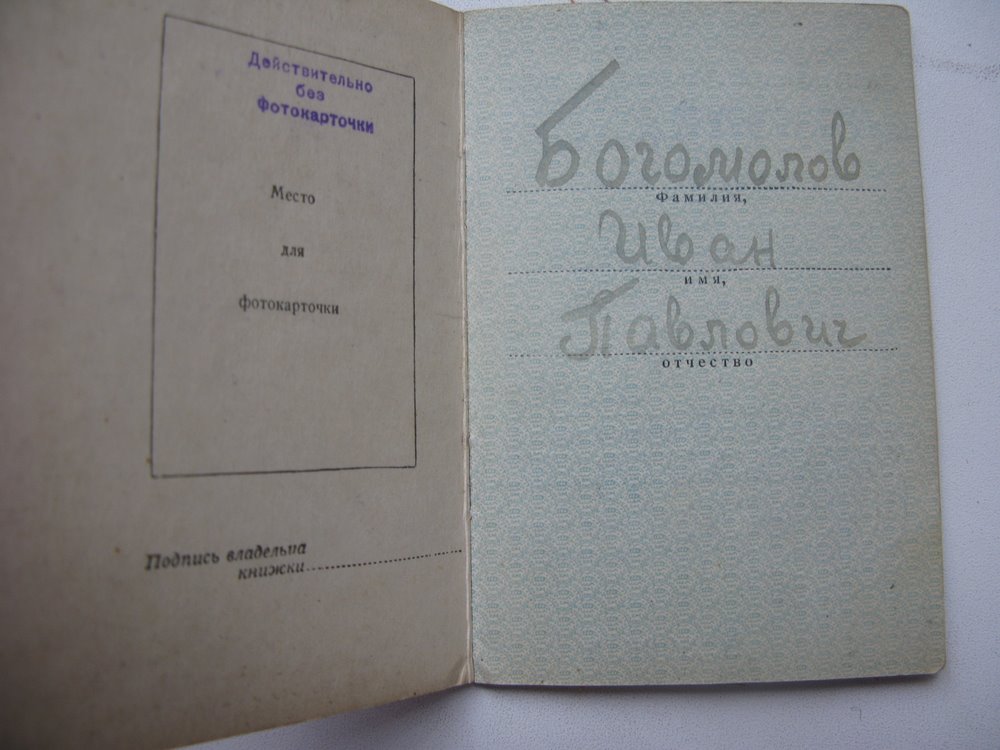 Действительно
без
фотокарточки
Место
для
фотокарточки
Подпись владельца
книжки
Богомолов
Фамилия,
Иван
имя,
Павлович
отчество